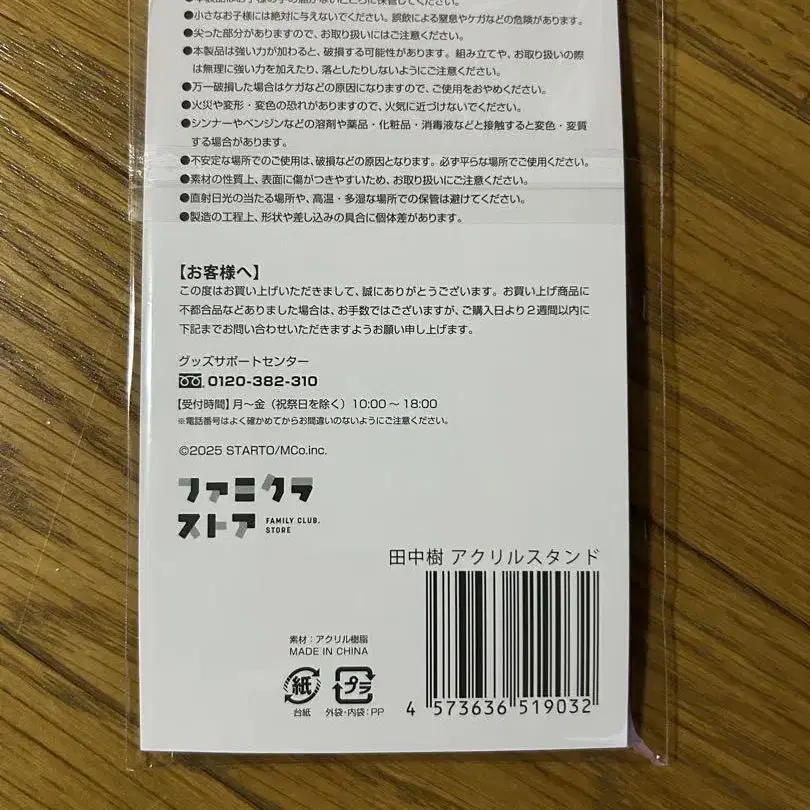 ●本製品はお子様の手の届かないところに保管してください。
●小さなお子様には絶対に与えないでください。誤飲による窒息やケガなどの危険があります。
●尖った部分がありますので、お取り扱いにはご注意ください。
●本製品は強い力が加わると、破損する可能性があります。組み立てや、お取り扱いの際
は無理に強い力を加えたり、落としたりしないようにご注意ください。
●万一破損した場合はケガなどの原因になりますので、ご使用をおやめください。
●火災や変形・変色の恐れがありますので、火気に近づけないでください。
●シンナーやベンジンなどの溶剤や薬品・化粧品・消毒液などと接触すると変色・変質
する場合があります。
●不安定な場所でのご使用は、破損などの原因となります。必ず平らな場所でご使用ください。
●素材の性質上、表面に傷がつきやすいため、お取り扱いにご注意ください。
●直射日光の当たる場所や、高温・多湿な場所での保管は避けてください。
●製造の工程上、形状や差し込みの具合に個体差があります。
【お客様へ】
この度はお買い上げいただきまして、誠にありがとうございます。お買い上げ商品に
不都合品などありました場合は、お手数ではございますが、ご購入日より2週間以内に
下記までお問い合わせいただきますようお願い申し上げます。
グッズサポートセンター
0120-382-310
【受付時間】月〜金(祝祭日を除く)10:00〜18:00
※電話番号はよく確かめてからお間違いのないようにご注意ください。
©2025 STARTO/MCo.inc.
ファミクラ
ストア FAMILY CLUB.
STORE
田中樹 アクリルスタンド
素材:アクリル樹脂
MADE IN CHINA
紙 プラ
台紙 外袋・内袋:PP
4 573636 519032